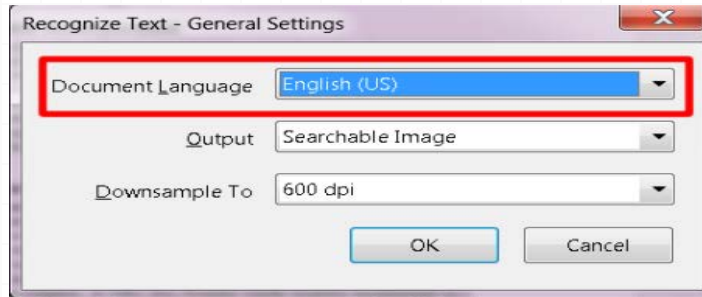 Recognize Text - General Settings
Document Language English (US)
Output Searchable Image
Downsample To 600 dpi
OK Cancel